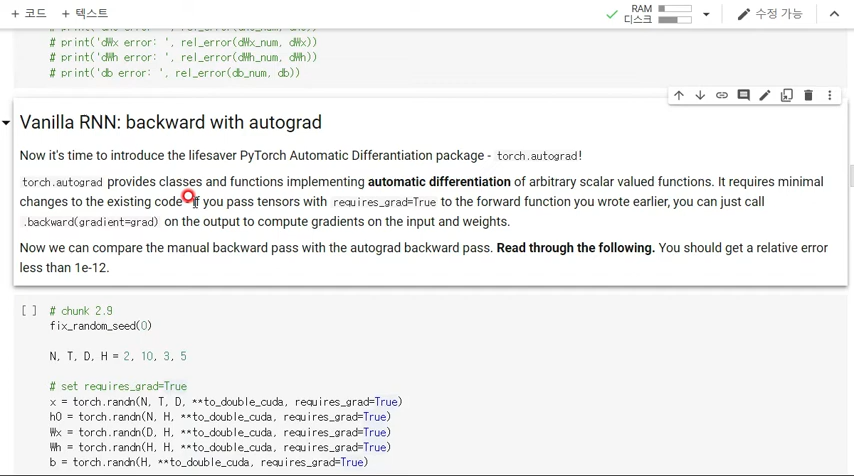 + 코드 + 텍스트 RAM 디스크 수정 가능
# print('dWx error: ', rel_error(dWx_num, dWx))
# print('dWh error: ', rel_error(dWh_num, dWh))
# print('db error: ', rel_error(db_num, db))
Vanilla RNN: backward with autograd
Now it's time to introduce the lifesaver PyTorch Automatic Differantiation package - torch.autograd!
torch.autograd provides classes and functions implementing automatic differentiation of arbitrary scalar valued functions. It requires minimal
changes to the existing code - if you pass tensors with requires_grad=True to the forward function you wrote earlier, you can just call
.backward(gradient=grad) on the output to compute gradients on the input and weights.
Now we can compare the manual backward pass with the autograd backward pass. Read through the following. You should get a relative error
less than 1e-12.
[ ] # chunk 2.9
fix_random_seed(0)
N, T, D, H = 2, 10, 3, 5
# set requires_grad=True
x = torch.randn(N, T, D, **to_double_cuda, requires_grad=True)
h0 = torch.randn(N, H, **to_double_cuda, requires_grad=True)
Wx = torch.randn(D, H, **to_double_cuda, requires_grad=True)
Wh = torch.randn(H, H, **to_double_cuda, requires_grad=True)
b = torch.randn(H, **to_double_cuda, requires_grad=True)